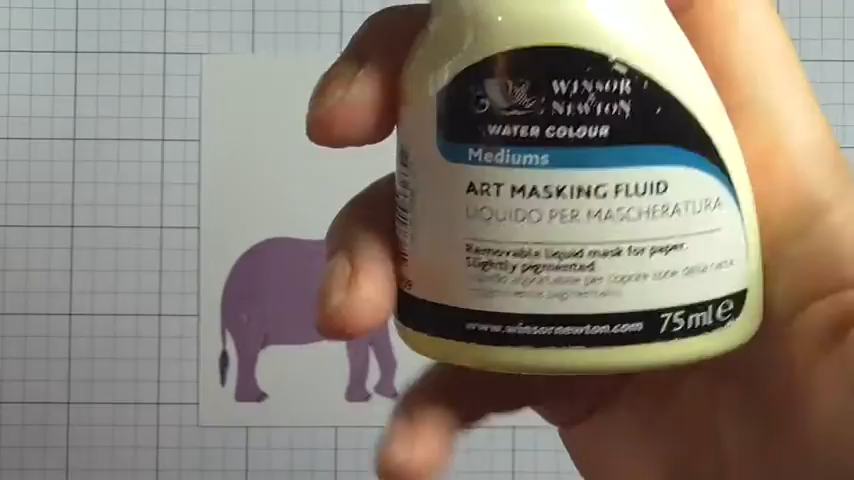 WINSOR
&
NEWTON
WATER COLOUR
Mediums
ART MASKING FLUID
LIQUIDO PER MASCHERATURA
Removable liquid mask for paper.
Slightly pigmented
www.winsornewton.com
75ml e